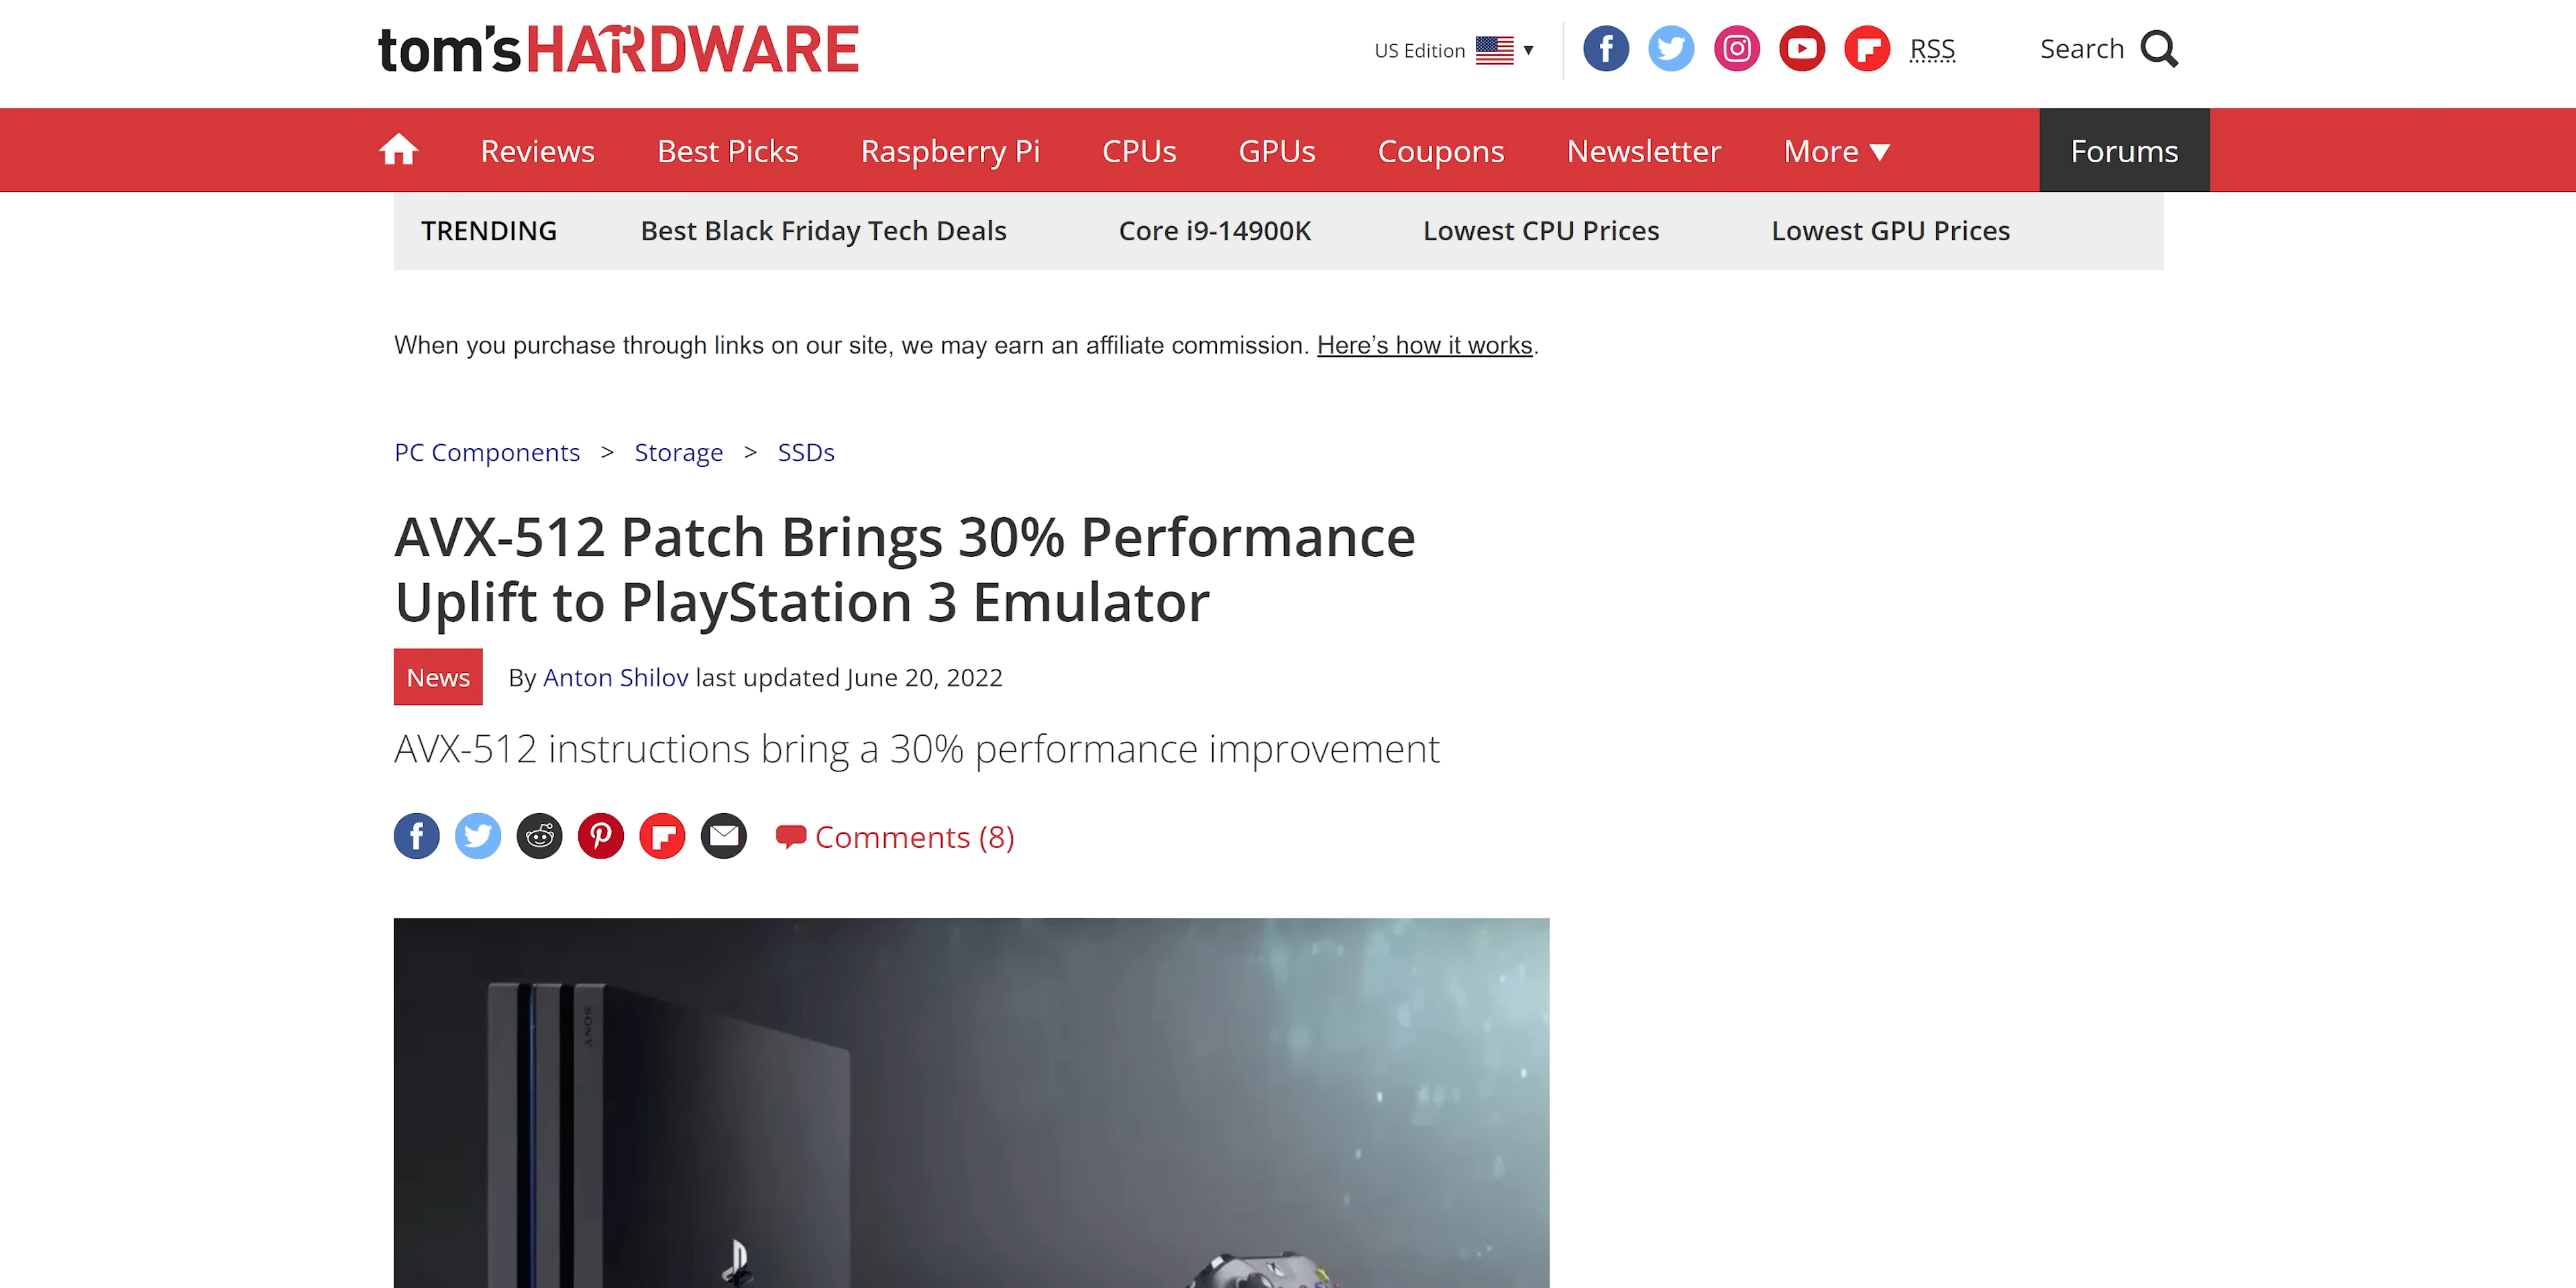 tom's HARDWARE
US Edition ▼
RSS
Search
Reviews Best Picks Raspberry Pi CPUs GPUs Coupons Newsletter More ▼ Forums
TRENDING Best Black Friday Tech Deals Core i9-14900K Lowest CPU Prices Lowest GPU Prices
When you purchase through links on our site, we may earn an affiliate commission. Here’s how it works.
PC Components > Storage > SSDs
AVX-512 Patch Brings 30% Performance
Uplift to PlayStation 3 Emulator
News By Anton Shilov last updated June 20, 2022
AVX-512 instructions bring a 30% performance improvement
Comments (8)
SONY